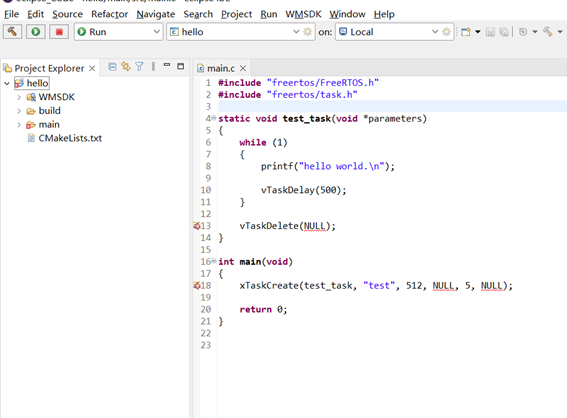 File Edit Source Refactor Navigate Search Project Run WMSDK Window Help
Run hello on: Local
Project Explorer
hello
WMSDK
build
main
CMakeLists.txt
main.c
1 #include "freertos/FreeRTOS.h"
2 #include "freertos/task.h"
3
4 static void test_task(void *parameters)
5 {
6 while (1)
7 {
8 printf("hello world.\n");
9
10 vTaskDelay(500);
11 }
12
13 vTaskDelete(NULL);
14 }
15
16 int main(void)
17 {
18 xTaskCreate(test_task, "test", 512, NULL, 5, NULL);
19
20 return 0;
21 }
22
23